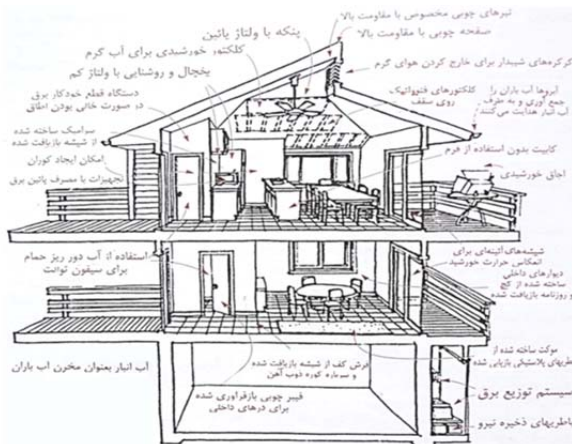 تیرهای چوبی مخصوص با مقاومت بالا
صفحه چوبی با مقاومت بالا
پنکه با ولتاژ پائین
کلکتور خورشیدی برای آب گرم
یخچال و روشنایی با ولتاژ کم
کرکره‌های شیبدار برای خارج کردن هوای گرم
دستگاه قطع خودکار برق
در صورت خالی بودن اطاق
کلکتورهای فتوولتیک
روی سقف
آبروها آب باران را
جمع آوری و به طرف
آب انبار هدایت می‌کنند
سرامیک ساخته شده
از شیشه بازیافت شده
امکان ایجاد کوران
تجهیزات با مصرف پائین برق
کابینت بدون استفاده از فرم
اجاق خورشیدی
استفاده از آب دور ریز حمام
برای سیفون توالت
شیشه‌های آئینه‌ای برای
انعکاس حرارت خورشید
دیوارهای داخلی
ساخته شده از گچ
و روزنامه بازیافت شده
آب انبار بعنوان مخزن آب باران
فرش کف از شیشه بازیافت شده
و سرباره کوره ذوب آهن
فیبر چوبی بازفرآوری شده
برای درهای داخلی
موکت ساخته شده از
بطریهای پلاستیکی بازیابی شده
سیستم توزیع برق
باطریهای ذخیره نیرو